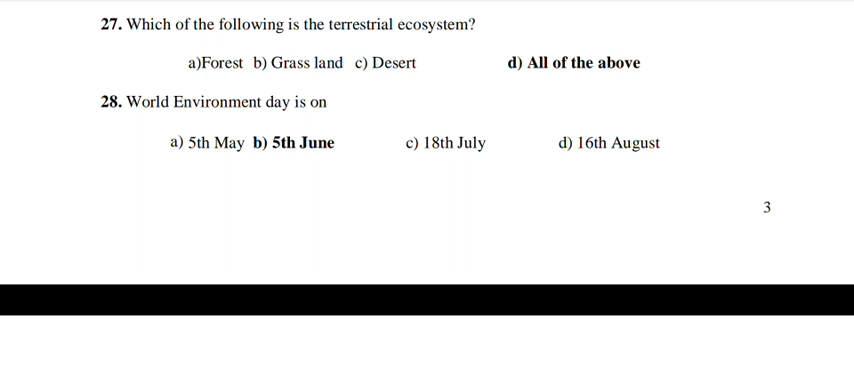 27. Which of the following is the terrestrial ecosystem?
a)Forest b) Grass land c) Desert d) All of the above
28. World Environment day is on
a) 5th May b) 5th June c) 18th July d) 16th August
3